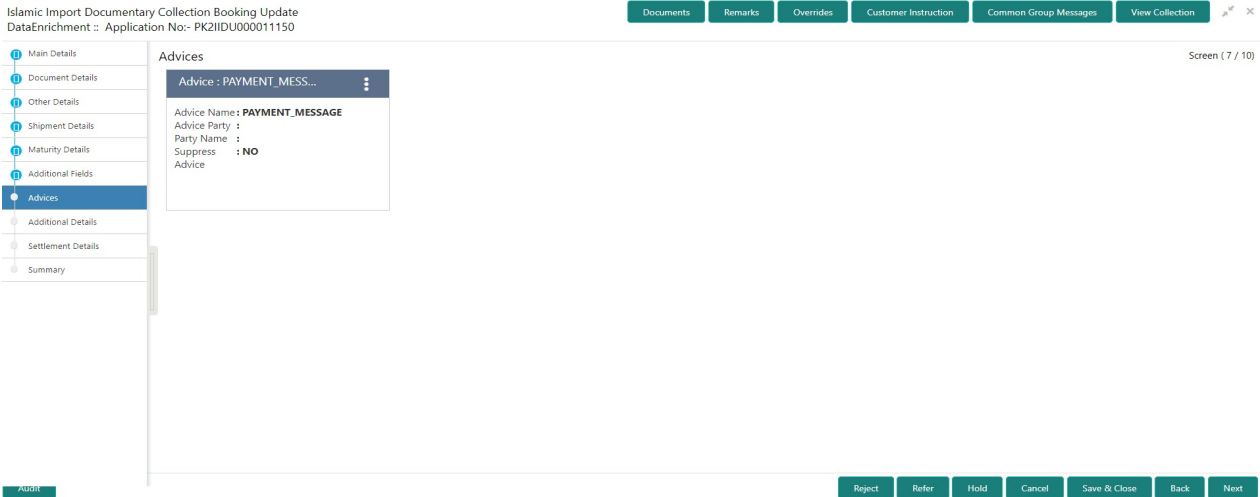 Islamic Import Documentary Collection Booking Update
DataEnrichment :: Application No:- PK2IIDU000011150
Documents
Remarks
Overrides
Customer Instruction
Common Group Messages
View Collection
Main Details
Document Details
Other Details
Shipment Details
Maturity Details
Additional Fields
Advices
Additional Details
Settlement Details
Summary
Advices
Screen ( 7 / 10)
Advice : PAYMENT_MESS...
Advice Name : PAYMENT_MESSAGE
Advice Party :
Party Name :
Suppress : NO
Advice
Audit
Reject
Refer
Hold
Cancel
Save & Close
Back
Next